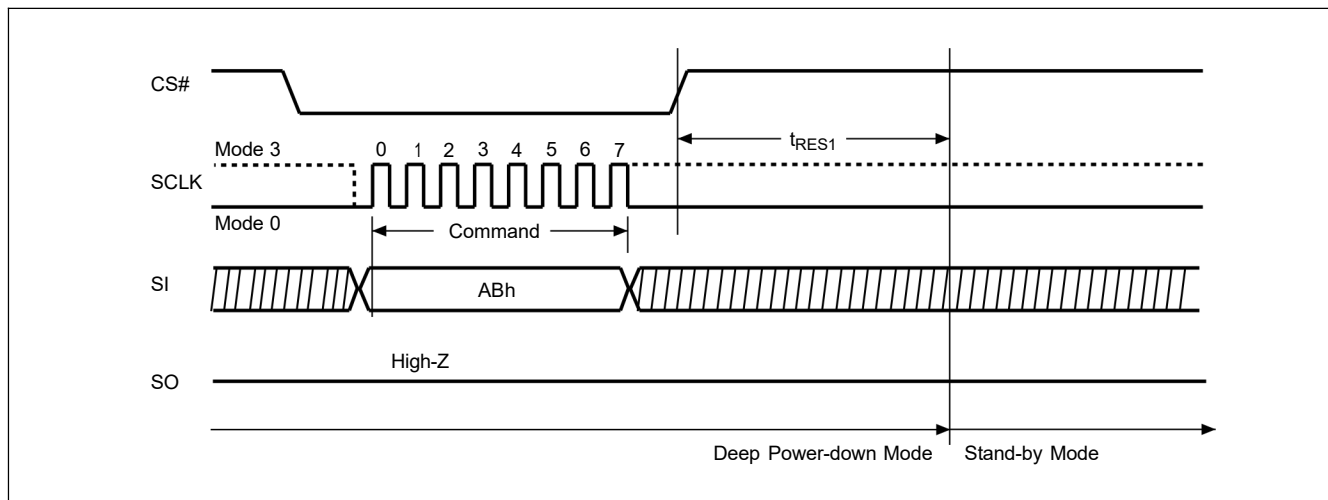 CS#
tRES1
Mode 3
0 1 2 3 4 5 6 7
SCLK
Mode 0
Command
SI
ABh
High-Z
SO
Deep Power-down Mode
Stand-by Mode